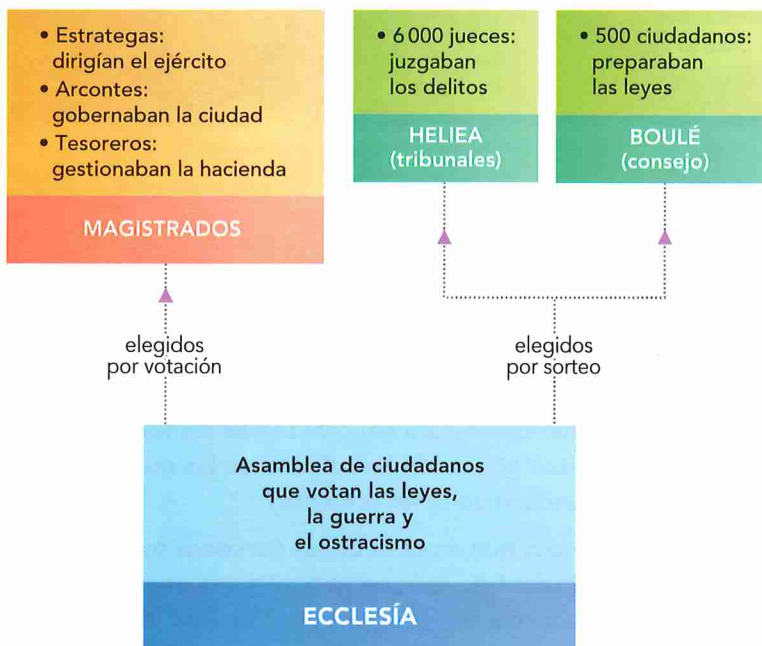 • Estrategas:
dirigían el ejército
• Arcontes:
gobernaban la ciudad
• Tesoreros:
gestionaban la hacienda
MAGISTRADOS
• 6 000 jueces:
juzgaban
los delitos
HELIEA
(tribunales)
• 500 ciudadanos:
preparaban
las leyes
BOULÉ
(consejo)
elegidos
por votación
elegidos
por sorteo
Asamblea de ciudadanos
que votan las leyes,
la guerra y
el ostracismo
ECCLESÍA